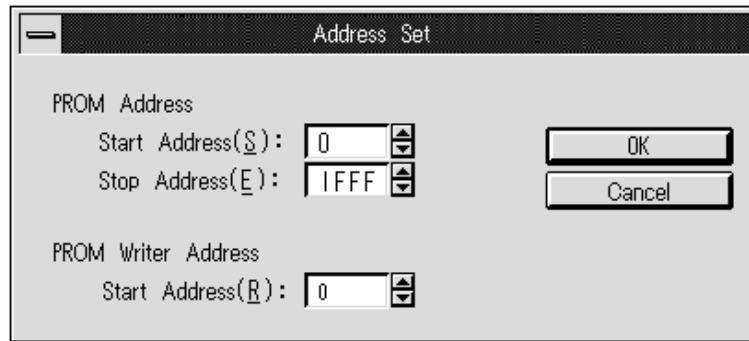 Address Set
PROM Address
Start Address(S): 0
Stop Address(E): 1FFF
OK
Cancel
PROM Writer Address
Start Address(R): 0